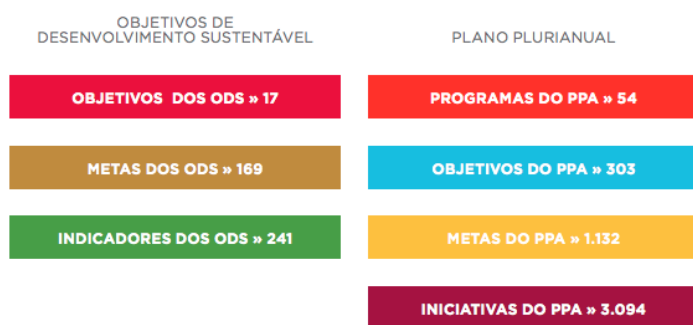 OBJETIVOS DE
DESENVOLVIMENTO SUSTENTÁVEL
OBJETIVOS DOS ODS » 17
METAS DOS ODS » 169
INDICADORES DOS ODS » 241
PLANO PLURIANUAL
PROGRAMAS DO PPA » 54
OBJETIVOS DO PPA » 303
METAS DO PPA » 1.132
INICIATIVAS DO PPA » 3.094